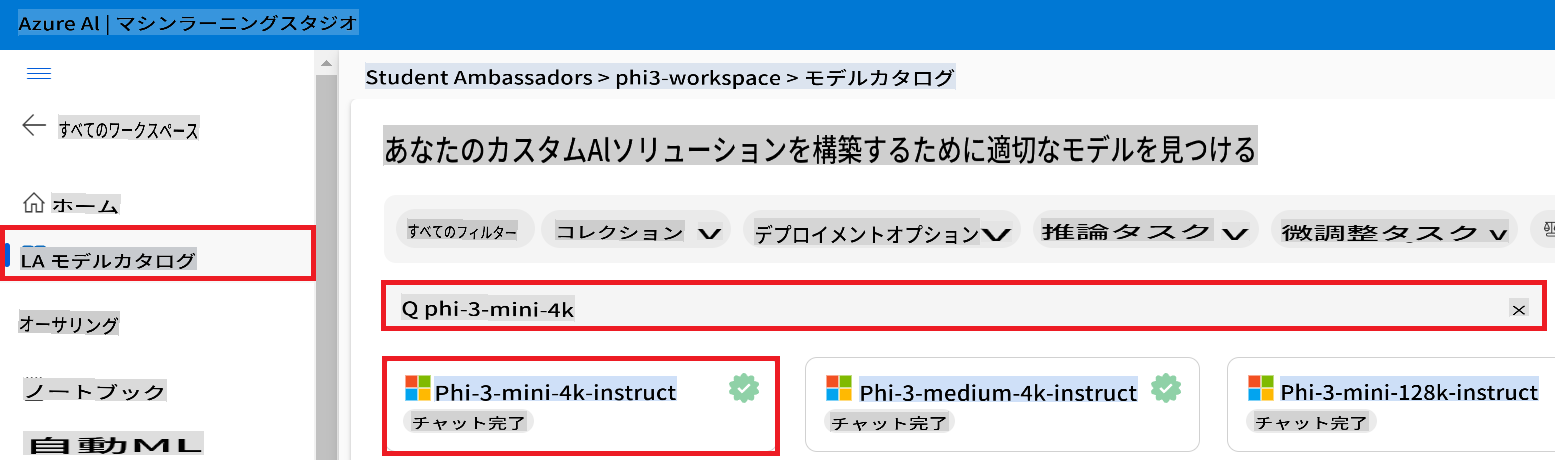 Azure AI | マシンラーニングスタジオ
Student Ambassadors > phi3-workspace > モデルカタログ
すべてのワークスペース
ホーム
LA モデルカタログ
オーサリング
ノートブック
自動ML
あなたのカスタムAIソリューションを構築するために適切なモデルを見つける
すべてのフィルター
コレクション
デプロイメントオプション
推論タスク
微調整タスク
Q phi-3-mini-4k
×
Phi-3-mini-4k-instruct
チャット完了
Phi-3-medium-4k-instruct
チャット完了
Phi-3-mini-128k-instruct
チャット完了